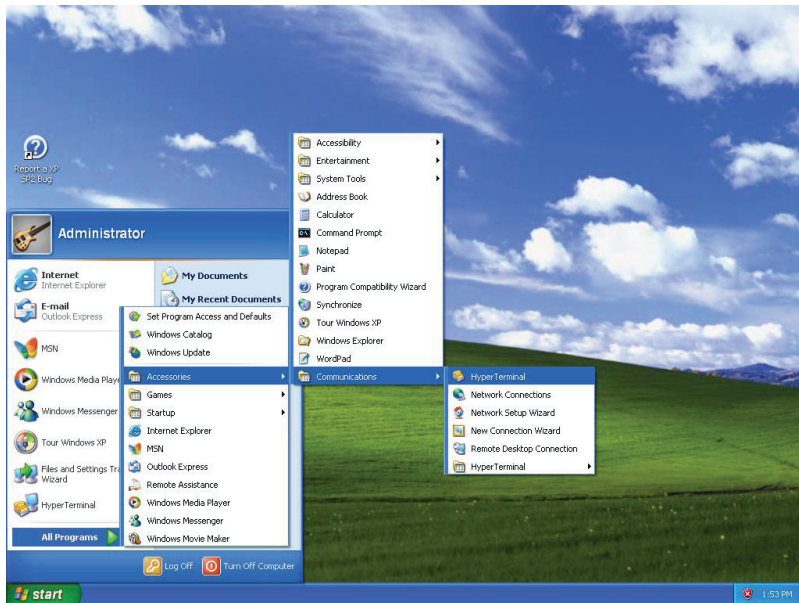 Report a XP
SP2 Bug
Administrator
Internet
Internet Explorer
E-mail
Outlook Express
MSN
Windows Media Playe
Windows Messenger
Tour Windows XP
Files and Settings Tra
Wizard
HyperTerminal
All Programs
My Documents
My Recent Documents
Set Program Access and Defaults
Windows Catalog
Windows Update
Accessories
Games
Startup
Internet Explorer
MSN
Outlook Express
Remote Assistance
Windows Media Player
Windows Messenger
Windows Movie Maker
Accessibility
Entertainment
System Tools
Address Book
Calculator
Command Prompt
Notepad
Paint
Program Compatibility Wizard
Synchronize
Tour Windows XP
Windows Explorer
WordPad
Communications
HyperTerminal
Network Connections
Network Setup Wizard
New Connection Wizard
Remote Desktop Connection
HyperTerminal
Log Off
Turn Off Computer
start
1:53 PM